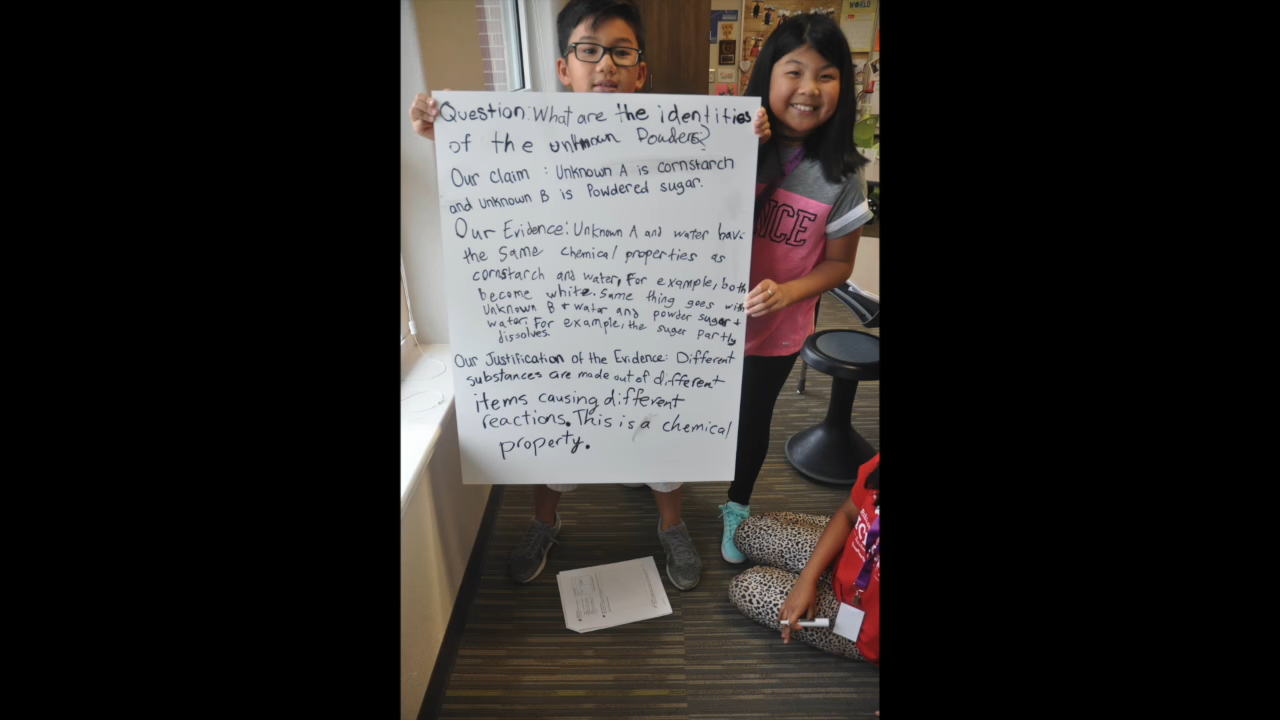 Question: What are the identities
of the unknown Powders?
Our claim : Unknown A is cornstarch
and unknown B is Powdered sugar.
Our Evidence: Unknown A and water have
the same chemical properties as
cornstarch and water, For example, both
become white. Same thing goes with
Unknown B + water and powder sugar +
water. For example, the sugar partly
dissolves.
Our Justification of the Evidence: Different
substances are made out of different
items causing different
reactions. This is a chemical
property.
NCE
WORLD